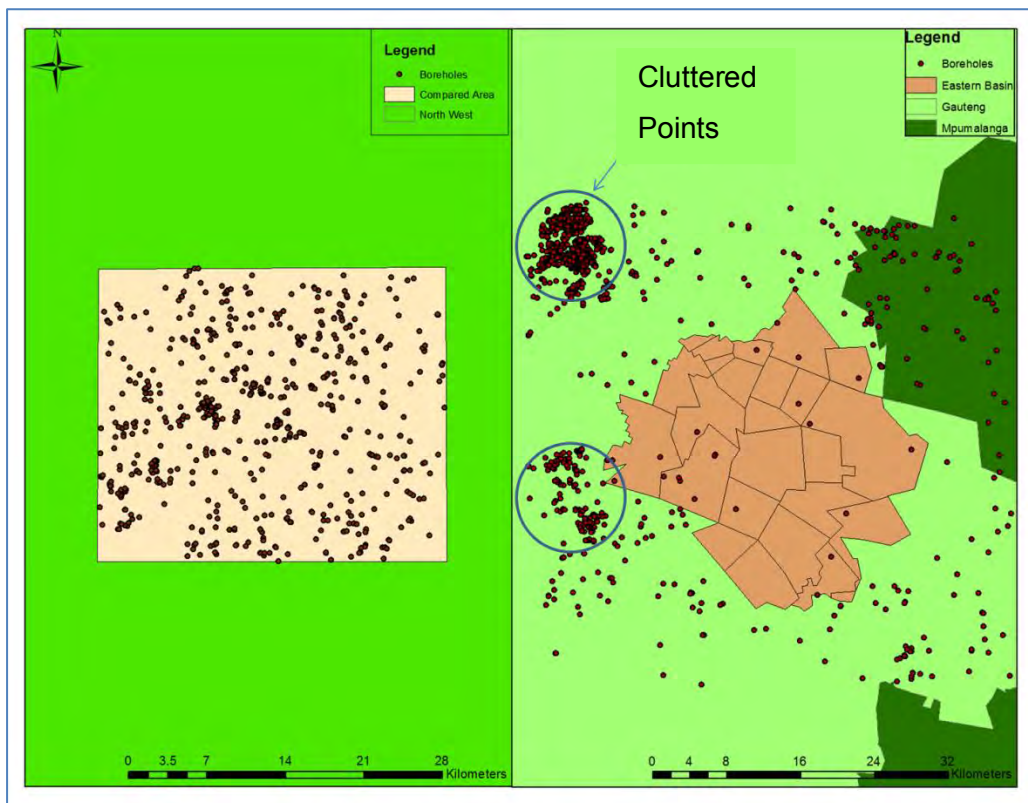 N
Legend
Boreholes
Compared Area
North West
0 3.5 7 14 21 28
Kilometers
Cluttered
Points
Legend
Boreholes
Eastern Basin
Gauteng
Mpumalanga
0 4 8 16 24 32
Kilometers